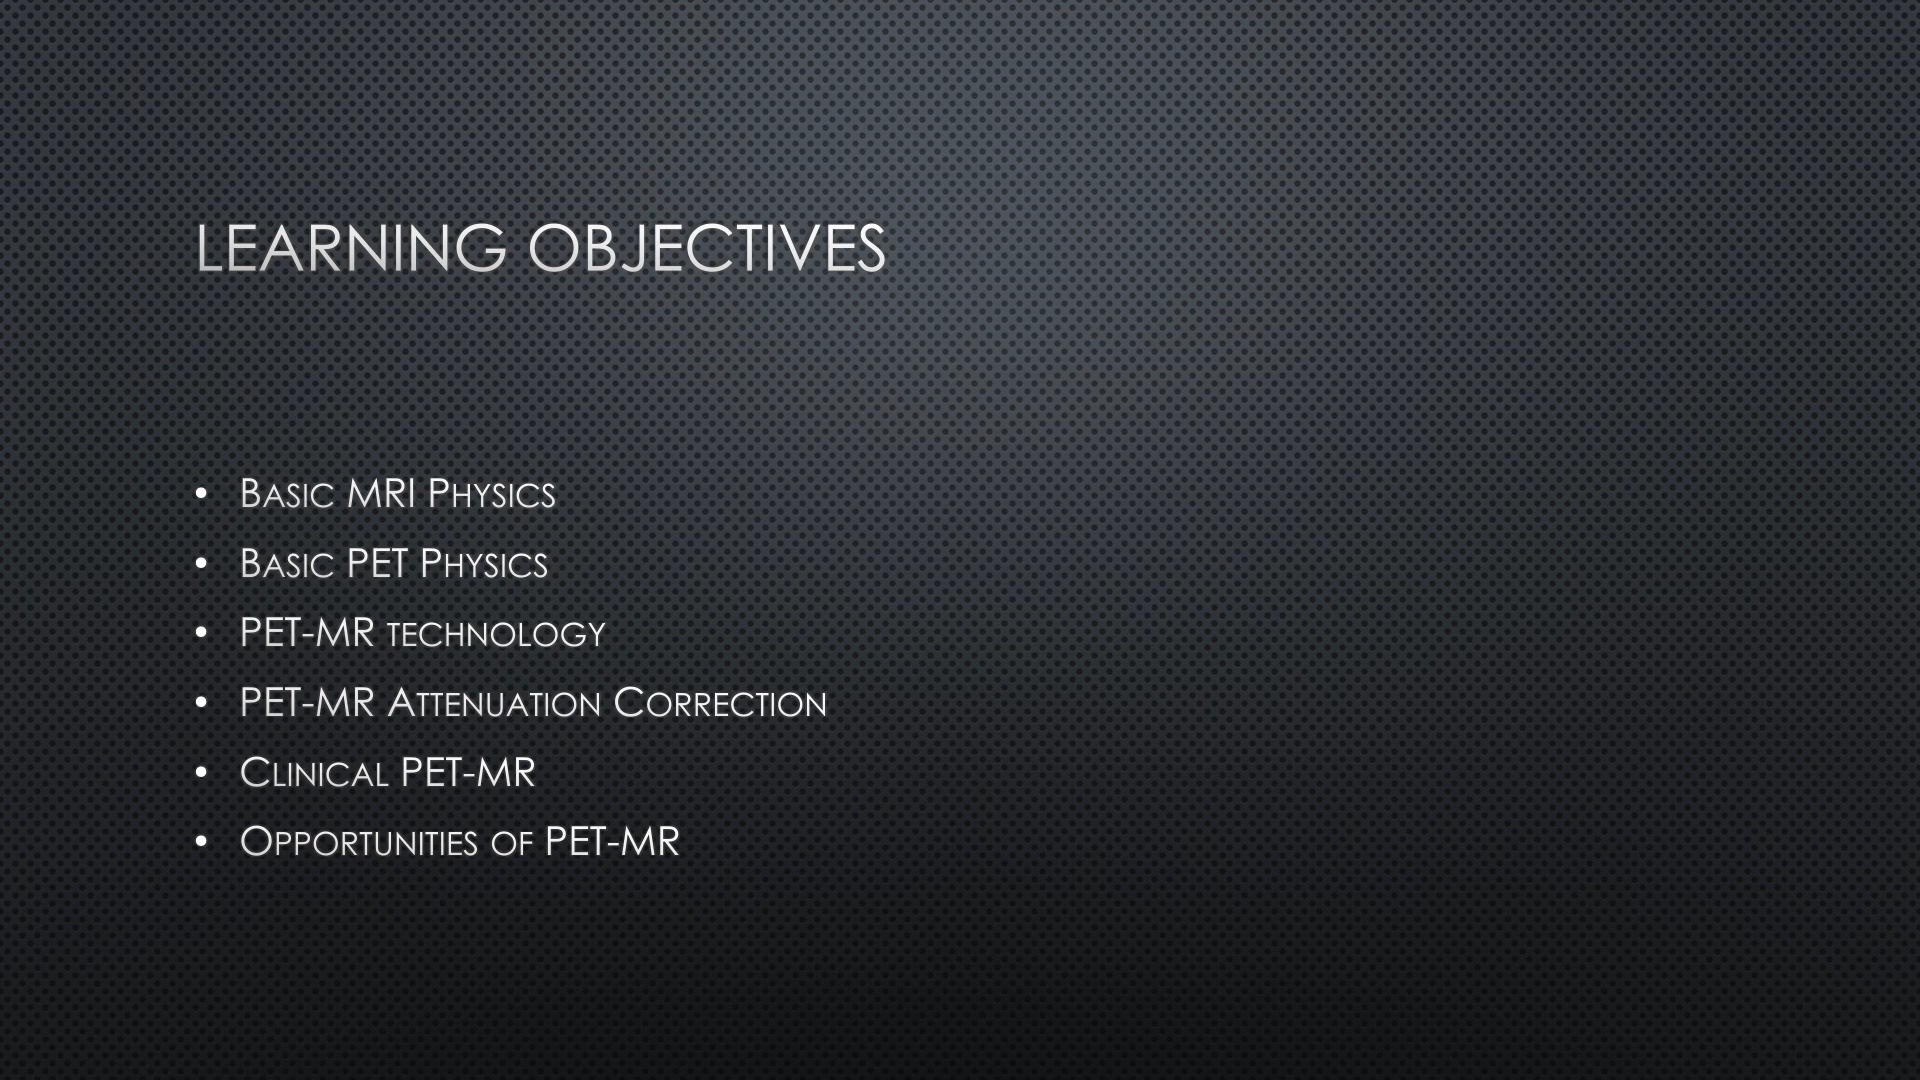 LEARNING OBJECTIVES
• Basic MRI Physics
• Basic PET Physics
• PET-MR technology
• PET-MR Attenuation Correction
• Clinical PET-MR
• Opportunities of PET-MR